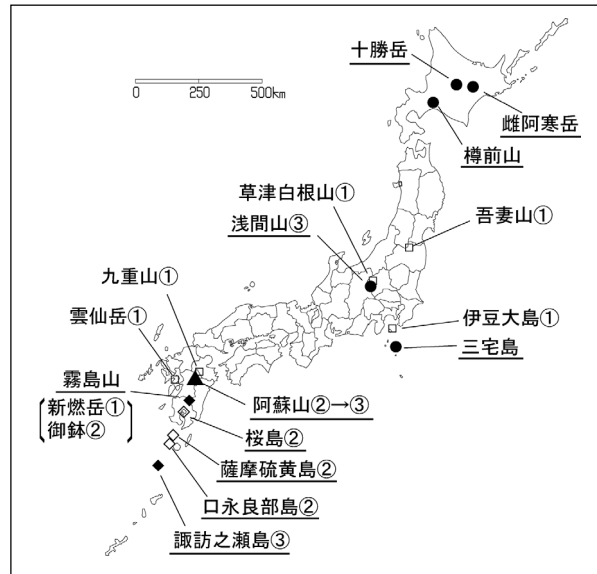 十勝岳
0 250 500km
雌阿寒岳
樽前山
草津白根山①
浅間山③
吾妻山①
九重山①
雲仙岳①
伊豆大島①
三宅島
霧島山
新燃岳①
御鉢②
阿蘇山②→③
桜島②
薩摩硫黄島②
口永良部島②
諏訪之瀬島③